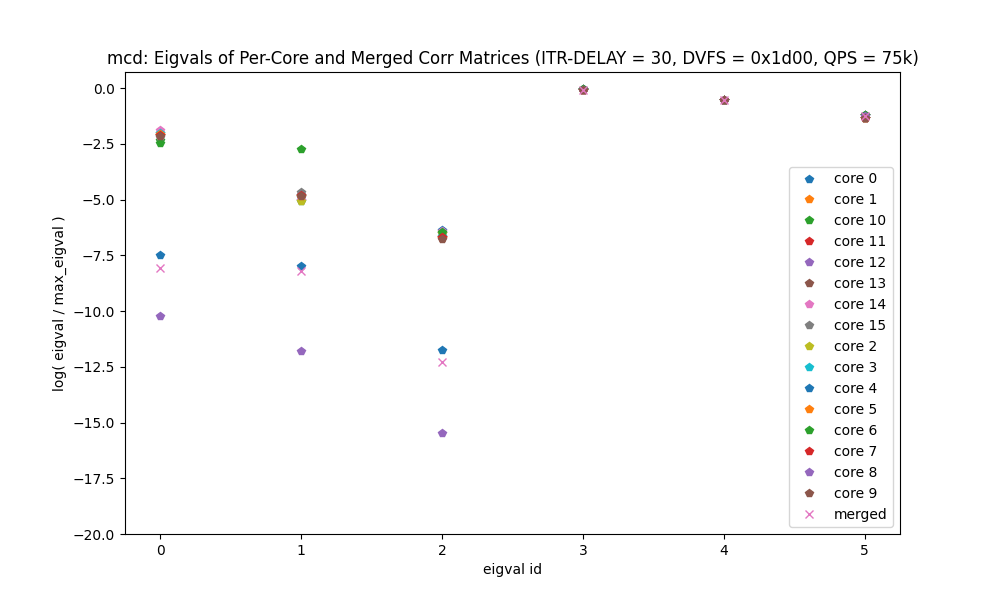 mcd: Eigvals of Per-Core and Merged Corr Matrices (ITR-DELAY = 30, DVFS = 0x1d00, QPS = 75k)
log( eigval / max_eigval )
0.0
−2.5
−5.0
−7.5
−10.0
−12.5
−15.0
−17.5
−20.0
core 0
core 1
core 10
core 11
core 12
core 13
core 14
core 15
core 2
core 3
core 4
core 5
core 6
core 7
core 8
core 9
merged
0 1 2 3 4 5
eigval id